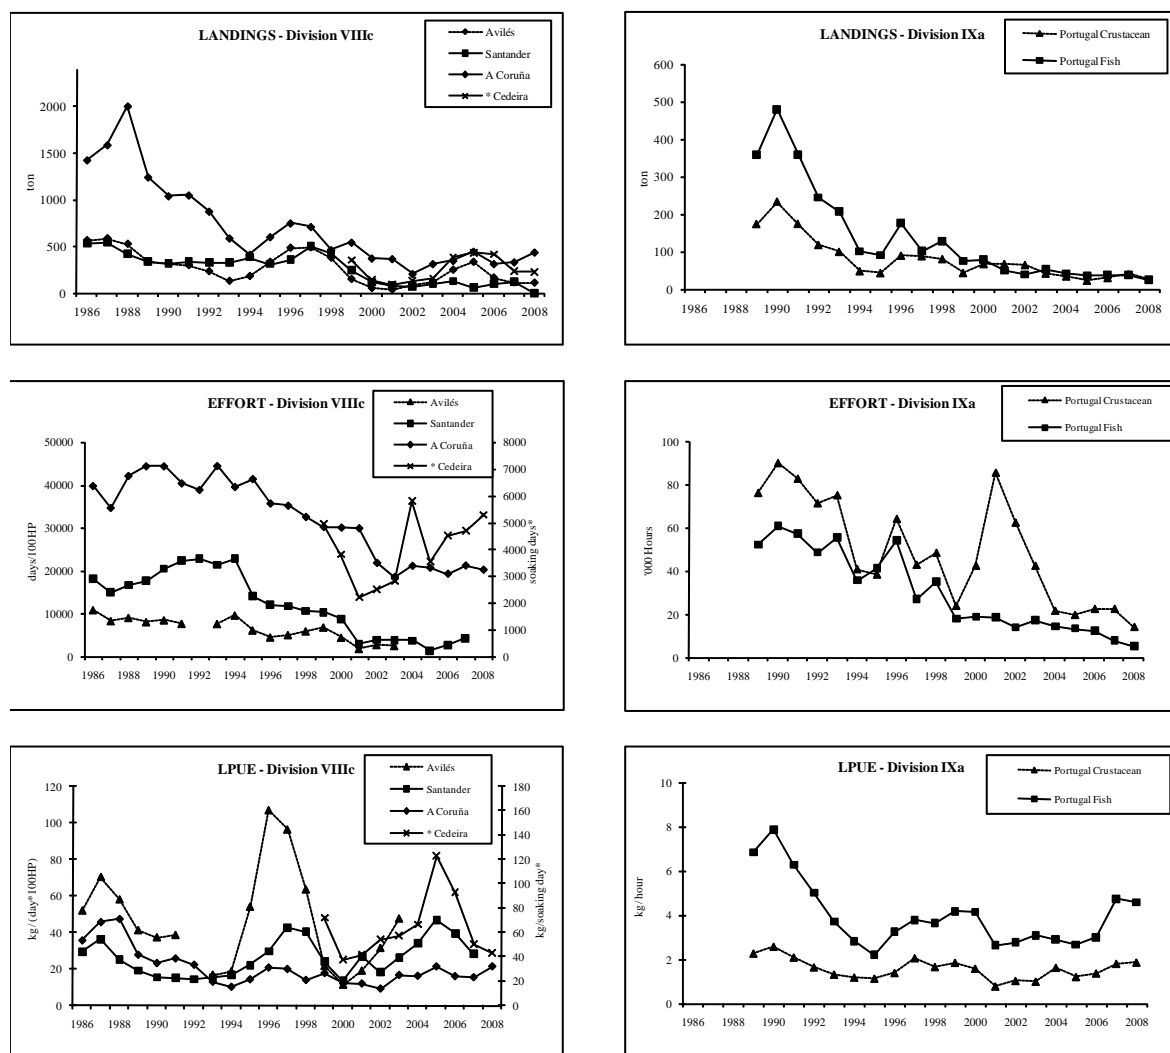 LANDINGS - Division VIIIc
Avilés
Santander
A Coruña
* Cedeira
ton
2000
1500
1000
500
0
1986 1988 1990 1992 1994 1996 1998 2000 2002 2004 2006 2008
LANDINGS - Division IXa
Portugal Crustacean
Portugal Fish
ton
600
500
400
300
200
100
0
1986 1988 1990 1992 1994 1996 1998 2000 2002 2004 2006 2008
EFFORT - Division VIIIc
Avilés
Santander
A Coruña
* Cedeira
days/100HP
50000
40000
30000
20000
10000
0
soaking days*
8000
7000
6000
5000
4000
3000
2000
1000
0
1986 1988 1990 1992 1994 1996 1998 2000 2002 2004 2006 2008
EFFORT - Division IXa
Portugal Crustacean
Portugal Fish
'000 Hours
100
80
60
40
20
0
1986 1988 1990 1992 1994 1996 1998 2000 2002 2004 2006 2008
LPUE - Division VIIIc
Avilés
Santander
A Coruña
* Cedeira
kg/(day*100HP)
120
100
80
60
40
20
0
kg/soaking day*
180
160
140
120
100
80
60
40
20
0
1986 1988 1990 1992 1994 1996 1998 2000 2002 2004 2006 2008
LPUE - Division IXa
Portugal Crustacean
Portugal Fish
kg/hour
10
8
6
4
2
0
1986 1988 1990 1992 1994 1996 1998 2000 2002 2004 2006 2008